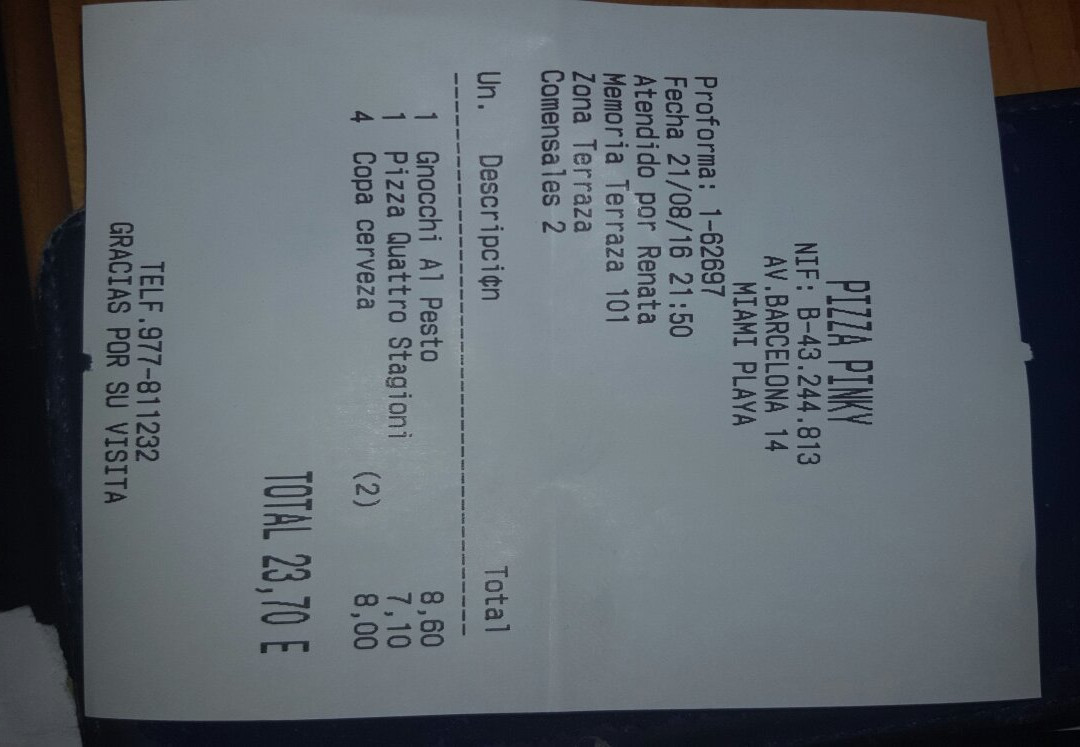 PIZZA PINKY
NIF: B-43.244.813
AV.BARCELONA 14
MIAMI PLAYA
Proforma: 1-62697
Fecha 21/08/16 21:50
Atendido por Renata
Memoria Terraza 101
Zona Terraza
Comensales 2
Un. Descripci¢n Total
--------------------------------------
1 Gnocchi Al Pesto 8,60
1 Pizza Quattro Stagioni 7,10
4 Copa cerveza (2) 8,00
TOTAL 23,70 E
TELF.977-811232
GRACIAS POR SU VISITA